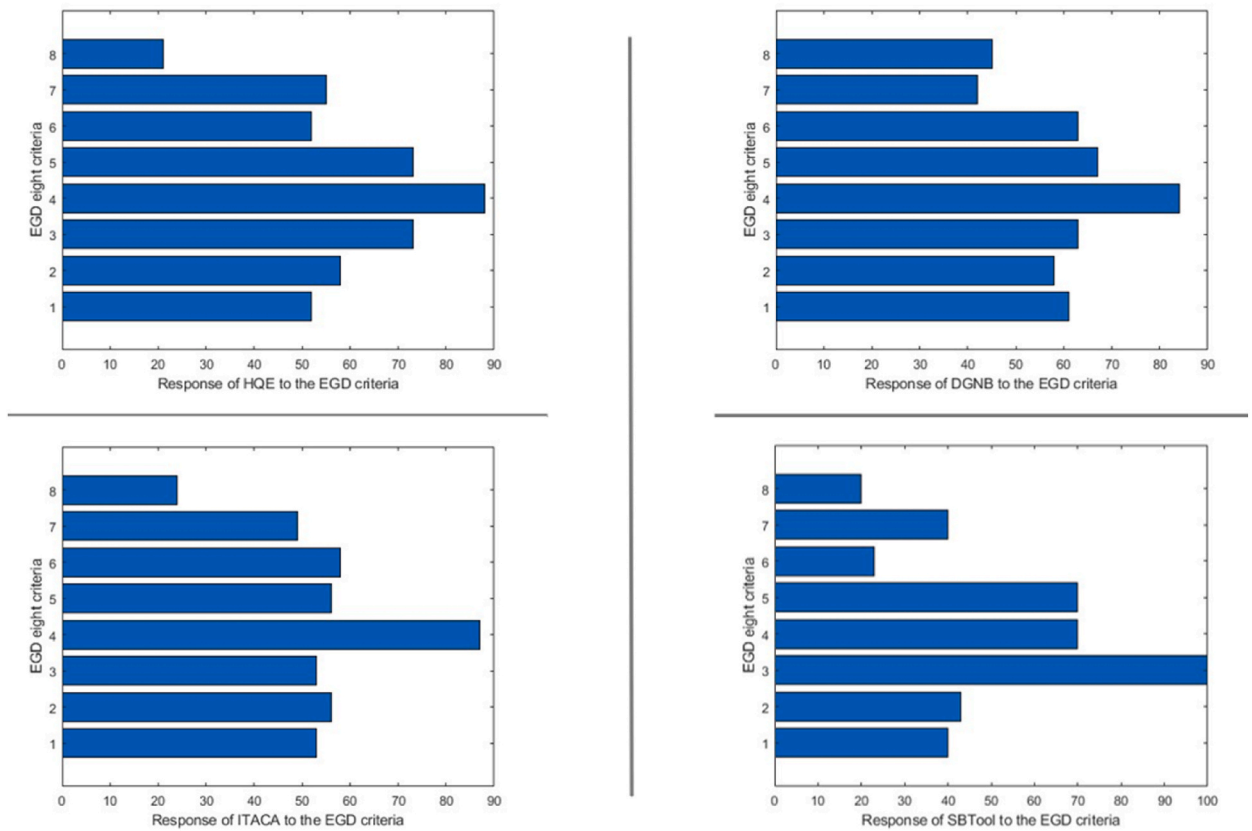 EGD eight criteria
8
7
6
5
4
3
2
1
0 10 20 30 40 50 60 70 80 90
Response of HQE to the EGD criteria
EGD eight criteria
8
7
6
5
4
3
2
1
0 10 20 30 40 50 60 70 80 90
Response of DGNB to the EGD criteria
EGD eight criteria
8
7
6
5
4
3
2
1
0 10 20 30 40 50 60 70 80 90
Response of ITACA to the EGD criteria
EGD eight criteria
8
7
6
5
4
3
2
1
0 10 20 30 40 50 60 70 80 90 100
Response of SBTool to the EGD criteria